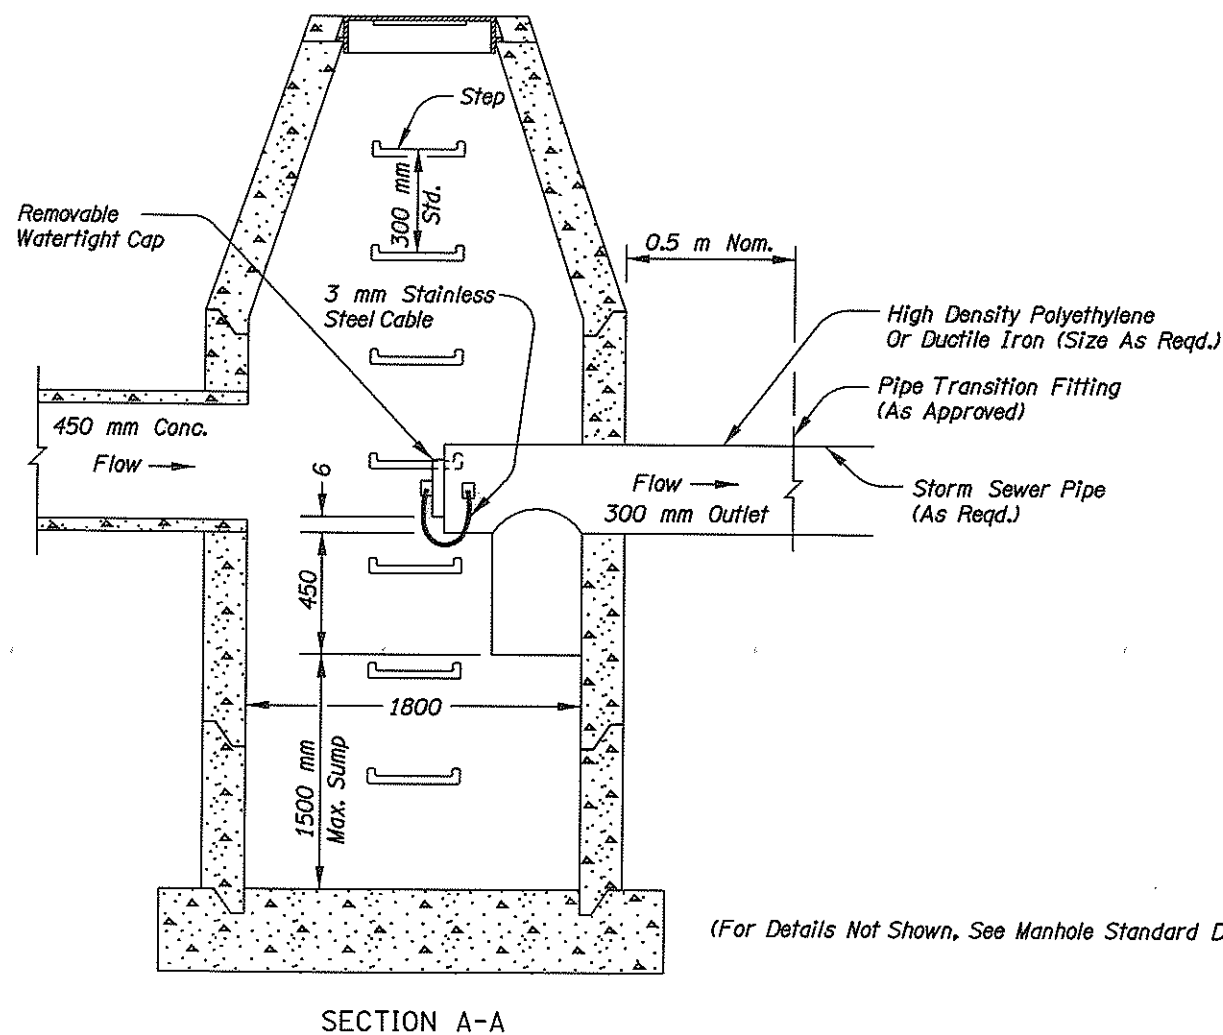 Step
300 mm
Std.
Removable
Watertight Cap
0.5 m Nom.
3 mm Stainless
Steel Cable
High Density Polyethylene
Or Ductile Iron (Size As Reqd.)
Pipe Transition Fitting
(As Approved)
450 mm Conc.
Flow
6
Flow
300 mm Outlet
Storm Sewer Pipe
(As Reqd.)
450
1800
1500 mm
Max. Sump
(For Details Not Shown, See Manhole Standard D
SECTION A-A